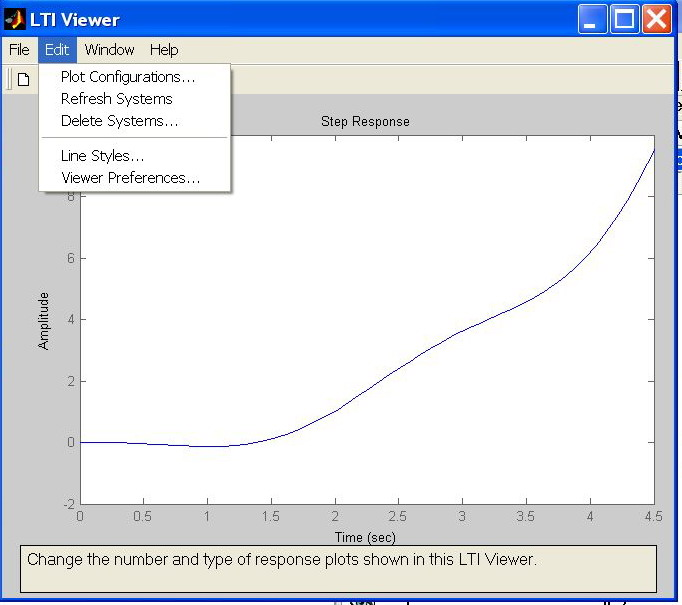 LTI Viewer
File Edit Window Help
Plot Configurations...
Refresh Systems
Delete Systems...
Line Styles...
Viewer Preferences...
Step Response
8
6
4
2
0
-2
Amplitude
0 0.5 1 1.5 2 2.5 3 3.5 4 4.5
Time (sec)
Change the number and type of response plots shown in this LTI Viewer.